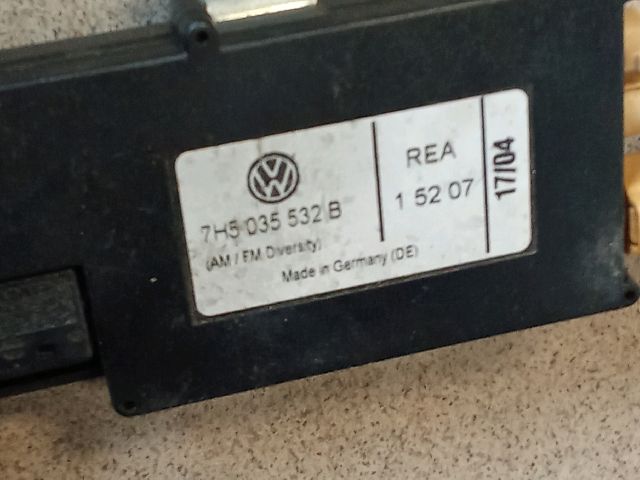 7H5 035 532 B
(AM / FM Diversity)
Made in Germany (DE)
REA
1 52 07
17/04